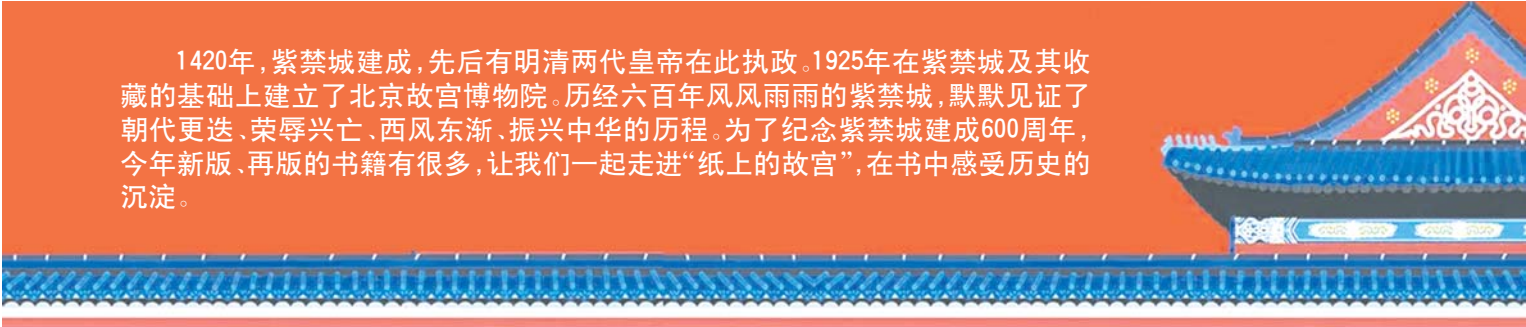 1420年,紫禁城建成,先后有明清两代皇帝在此执政。1925年在紫禁城及其收
藏的基础上建立了北京故宫博物院。历经六百年风风雨雨的紫禁城,默默见证了
朝代更迭、荣辱兴亡、西风东渐、振兴中华的历程。为了纪念紫禁城建成600周年,
今年新版、再版的书籍有很多,让我们一起走进“纸上的故宫”,在书中感受历史的
沉淀。